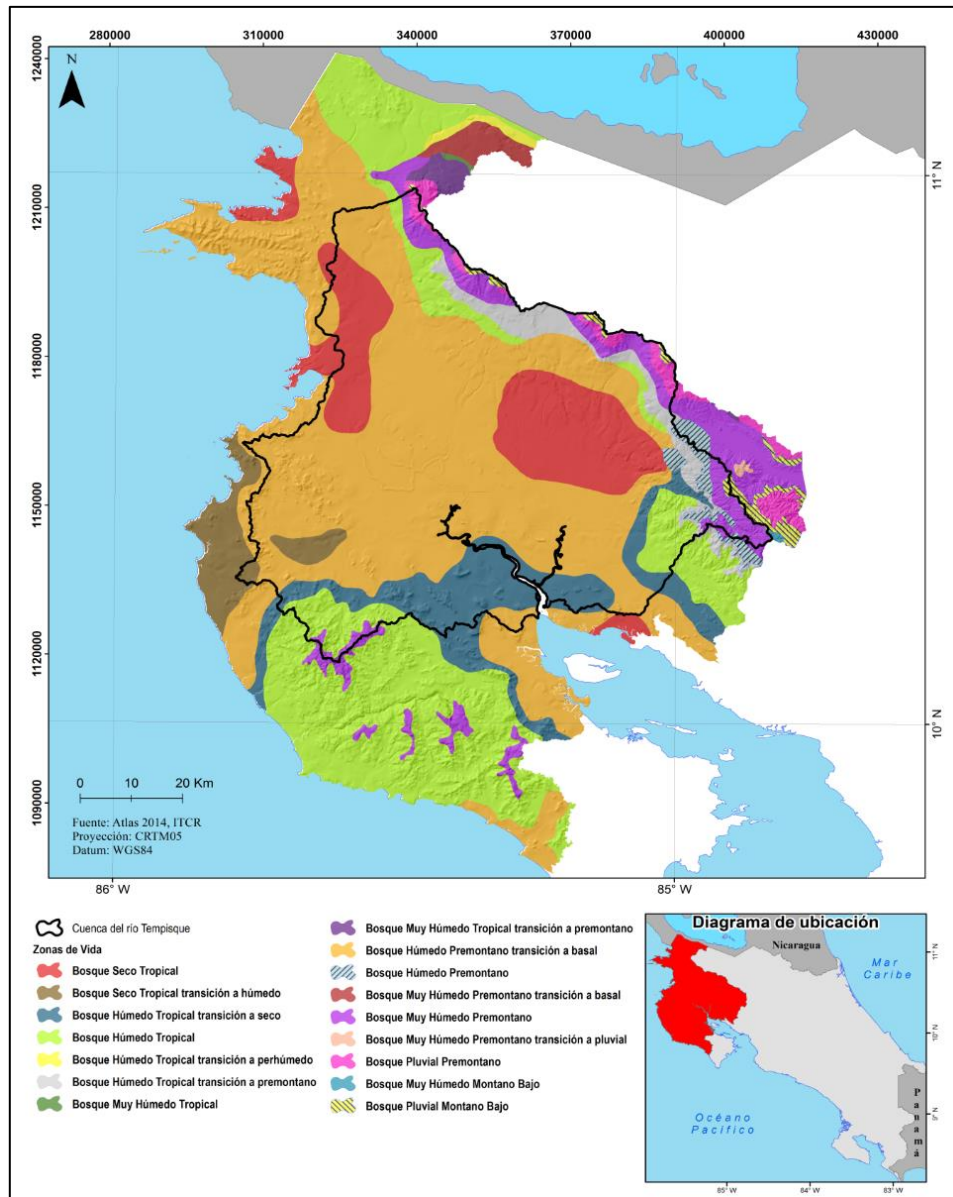 280000 310000 340000 370000 400000 430000
1240000
N
11° N
1210000
1180000
1150000
1120000
10° N
1090000
0 10 20 Km
Fuente: Atlas 2014, ITCR
Proyección: CRTM05
Datum: WGS84
86° W 85° W
Cuenca del río Tempisque
Zonas de Vida
Bosque Seco Tropical
Bosque Seco Tropical transición a húmedo
Bosque Húmedo Tropical transición a seco
Bosque Húmedo Tropical
Bosque Húmedo Tropical transición a perhúmedo
Bosque Húmedo Tropical transición a premontano
Bosque Muy Húmedo Tropical
Bosque Muy Húmedo Tropical transición a premontano
Bosque Húmedo Premontano transición a basal
Bosque Húmedo Premontano
Bosque Muy Húmedo Premontano transición a basal
Bosque Muy Húmedo Premontano
Bosque Muy Húmedo Premontano transición a pluvial
Bosque Pluvial Premontano
Bosque Muy Húmedo Montano Bajo
Bosque Pluvial Montano Bajo
Diagrama de ubicación
Nicaragua
11° N
Mar
Caribe
10° N
Panamá
9° N
Océano
Pacífico
85° W 84° W 83° W